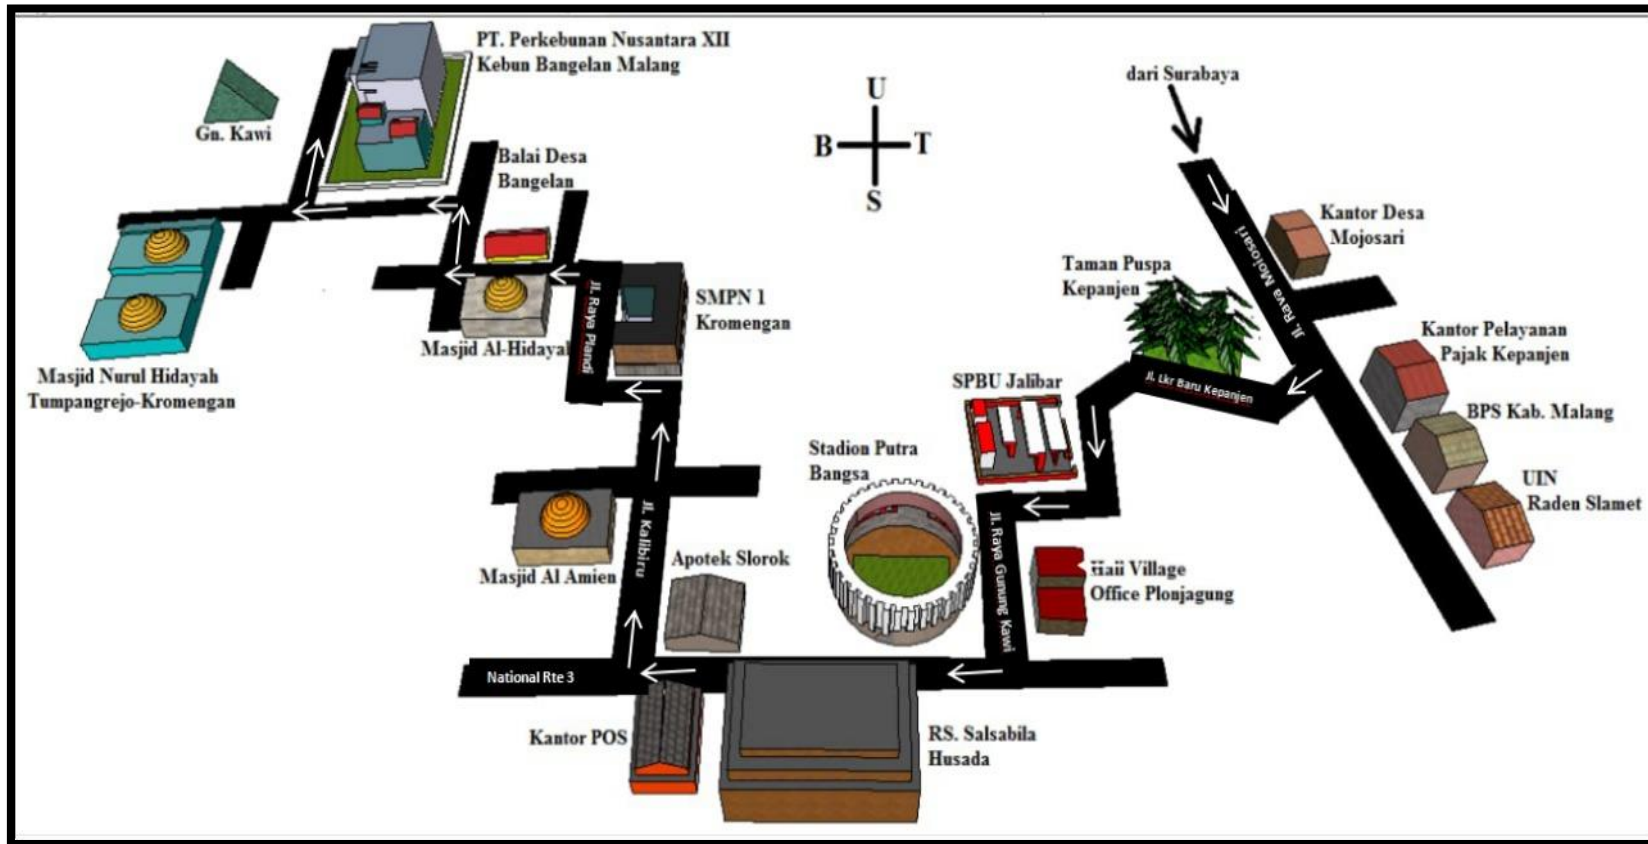 PT. Perkebunan Nusantara XII
Kebun Bangelan Malang
dari Surabaya
Gn. Kawi
U
B
T
S
Balai Desa
Bangelan
Kantor Desa
Mojosari
Jl. Raya Molosari
Taman Puspa
Kepanjen
Jl. Raya Plandi
SMPN 1
Kromengan
Masjid Al-Hidayah
Masjid Nurul Hidayah
Tumpangrejo-Kromengan
Kantor Pelayanan
Pajak Kepanjen
Jl. Lkr Baru Kepanjen
SPBU Jalibar
BPS Kab. Malang
Stadion Putra
Bangsa
UIN
Raden Slamet
Jl. Kalibiru
Jl. Raya Gunung Kawi
Masjid Al Amien
Apotek Slorok
Haii Village
Office Plonjagung
National Rte 3
Kantor POS
RS. Salsabila
Husada